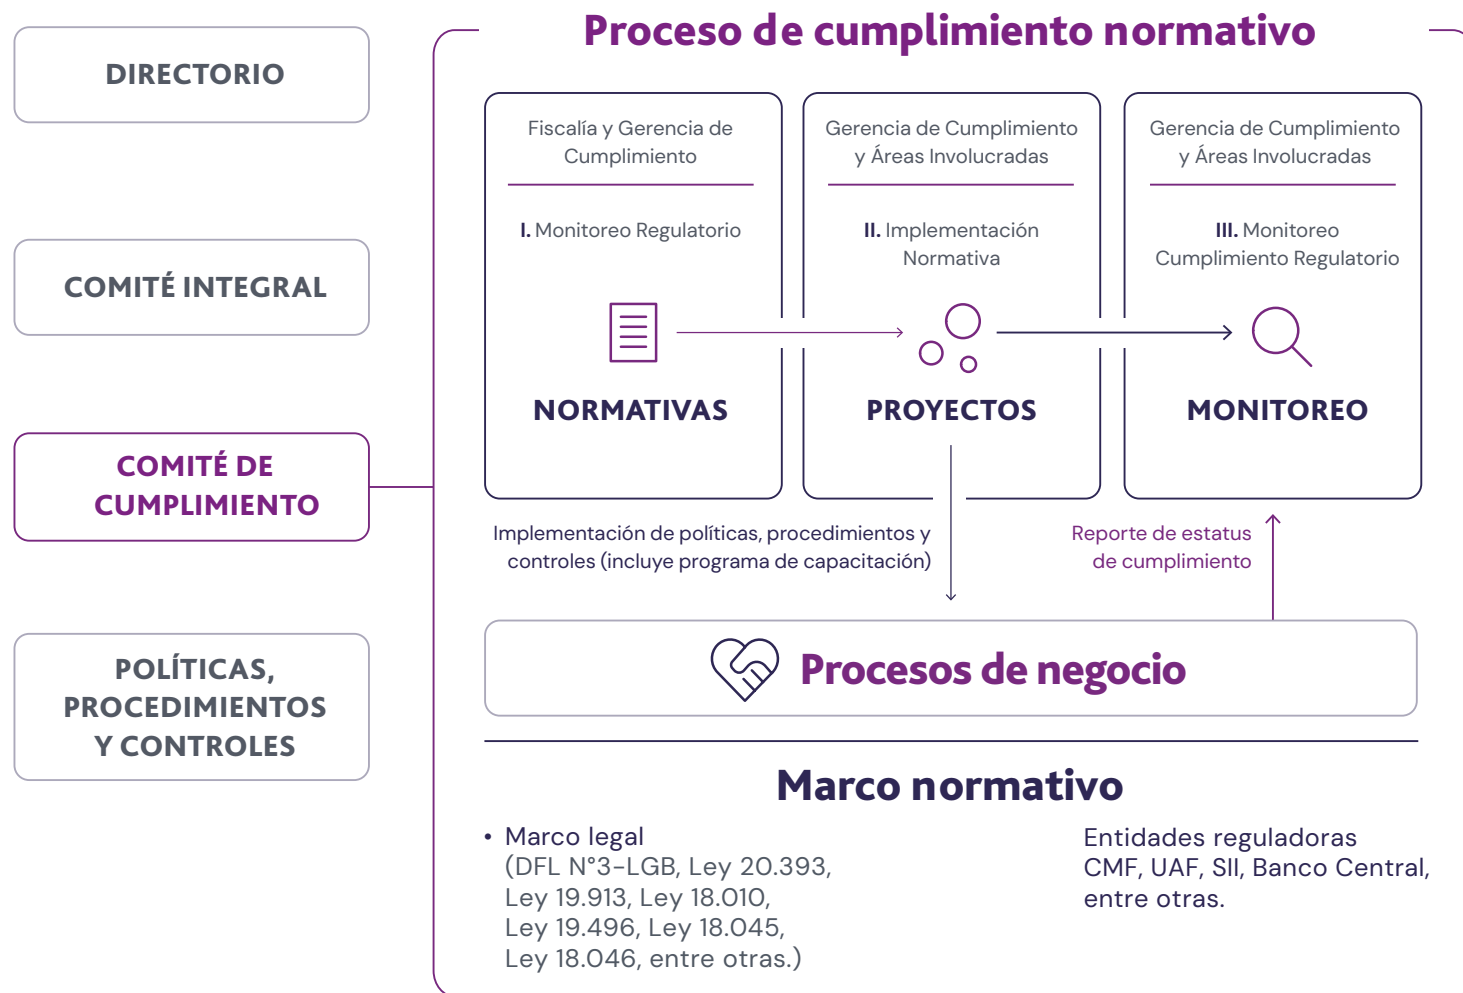 DIRECTORIO
COMITÉ INTEGRAL
COMITÉ DE
CUMPLIMIENTO
POLÍTICAS,
PROCEDIMIENTOS
Y CONTROLES
Proceso de cumplimiento normativo
Fiscalía y Gerencia de
Cumplimiento
I. Monitoreo Regulatorio
NORMATIVAS
Gerencia de Cumplimiento
y Áreas Involucradas
II. Implementación
Normativa
PROYECTOS
Gerencia de Cumplimiento
y Áreas Involucradas
III. Monitoreo
Cumplimiento Regulatorio
MONITOREO
Implementación de políticas, procedimientos y
controles (incluye programa de capacitación)
Reporte de estatus
de cumplimiento
Procesos de negocio
Marco normativo
• Marco legal
(DFL N°3-LGB, Ley 20.393,
Ley 19.913, Ley 18.010,
Ley 19.496, Ley 18.045,
Ley 18.046, entre otras.)
Entidades reguladoras
CMF, UAF, SII, Banco Central,
entre otras.